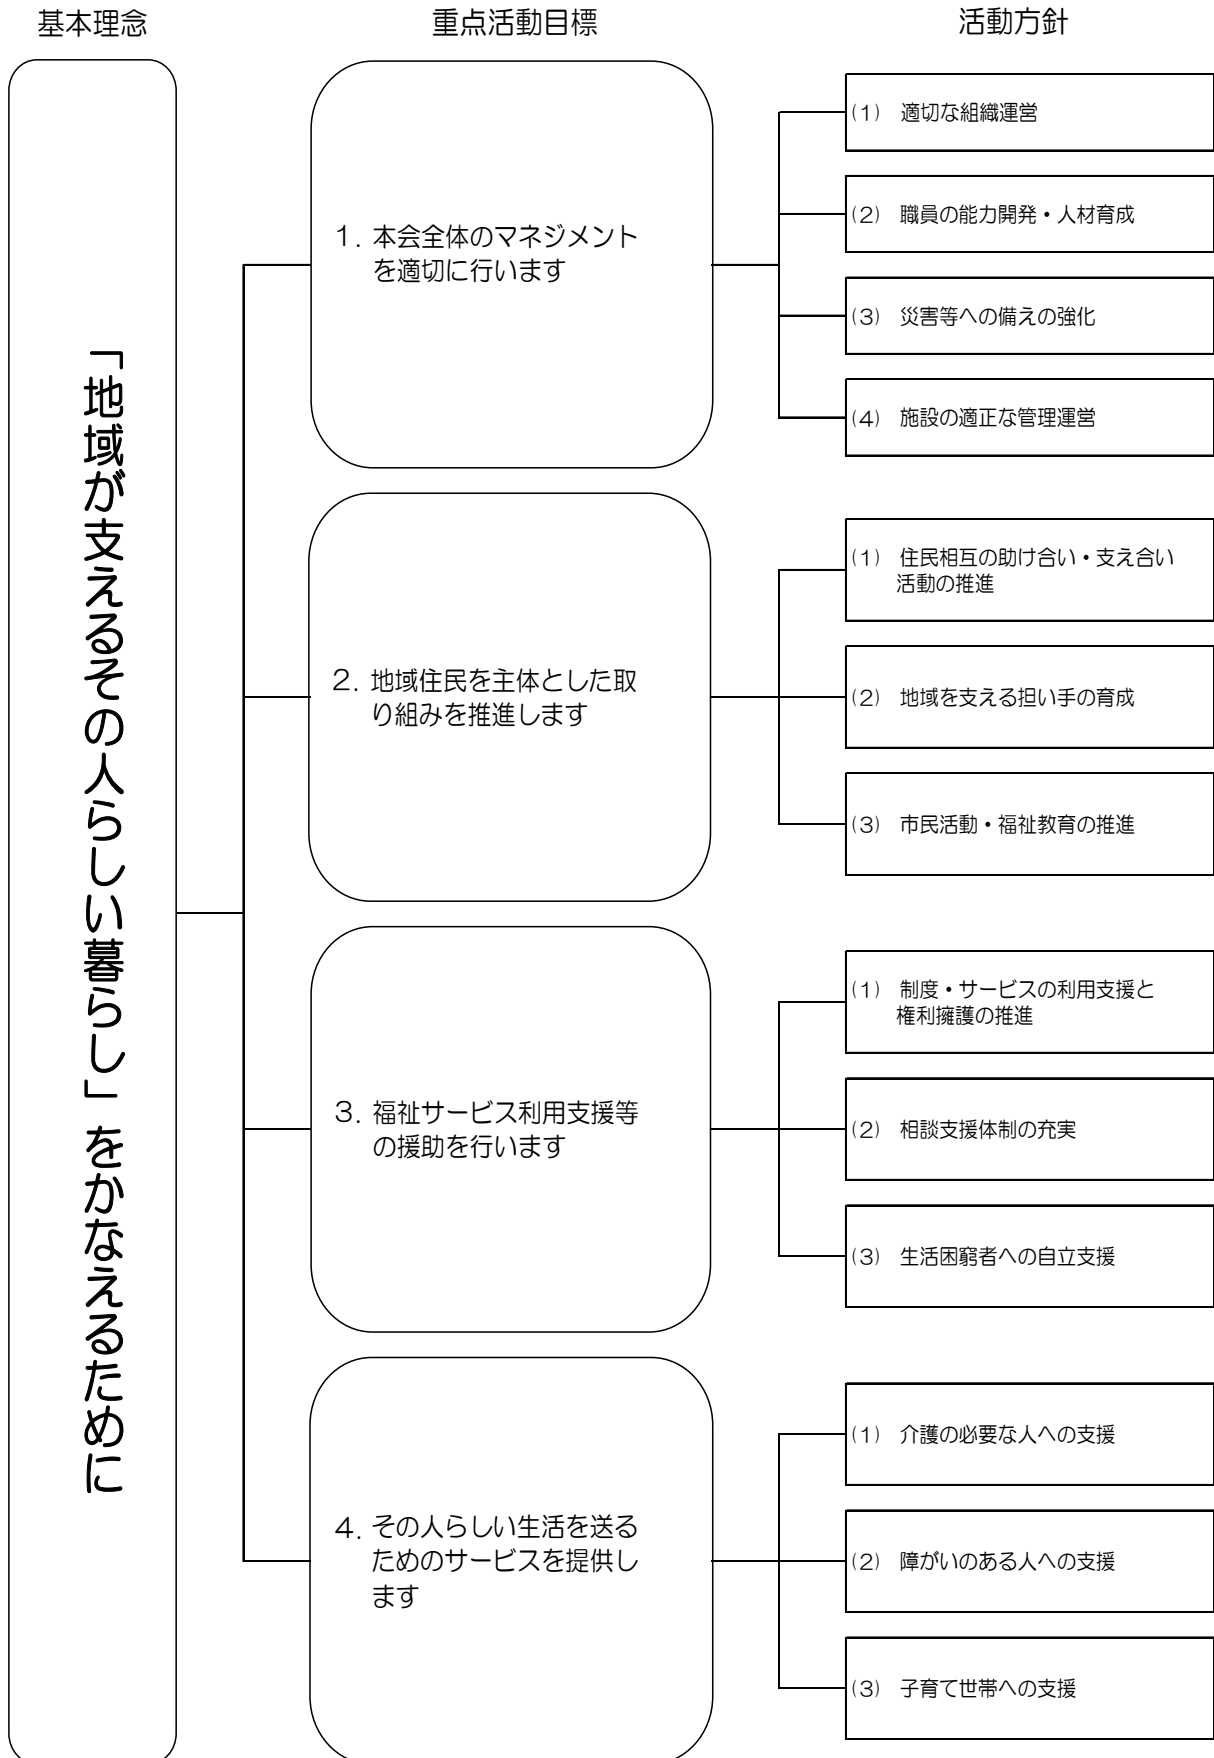 基本理念
重点活動目標
活動方針
「地域が支えるその人らしい暮らし」をかなえるために
1. 本会全体のマネジメント
を適切に行います
(1) 適切な組織運営
(2) 職員の能力開発・人材育成
(3) 災害等への備えの強化
(4) 施設の適正な管理運営
2. 地域住民を主体とした取
り組みを推進します
(1) 住民相互の助け合い・支え合い
活動の推進
(2) 地域を支える担い手の育成
(3) 市民活動・福祉教育の推進
3. 福祉サービス利用支援等
の援助を行います
(1) 制度・サービスの利用支援と
権利擁護の推進
(2) 相談支援体制の充実
(3) 生活困窮者への自立支援
4. その人らしい生活を送る
ためのサービスを提供し
ます
(1) 介護の必要な人への支援
(2) 障がいのある人への支援
(3) 子育て世帯への支援